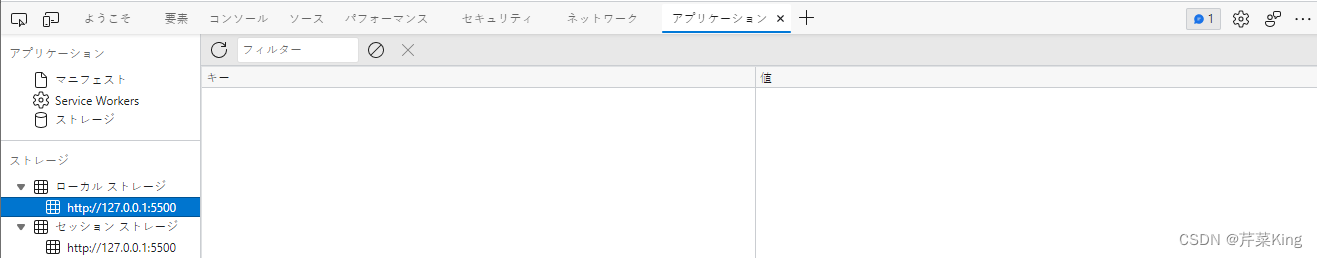 ようこそ 要素 コンソール ソース パフォーマンス セキュリティ ネットワーク アプリケーション 1
アプリケーション フィルター
キー 値
マニフェスト
Service Workers
ストレージ
ストレージ
ローカル ストレージ
http://127.0.0.1:5500
セッション ストレージ
http://127.0.0.1:5500
CSDN @芹菜King